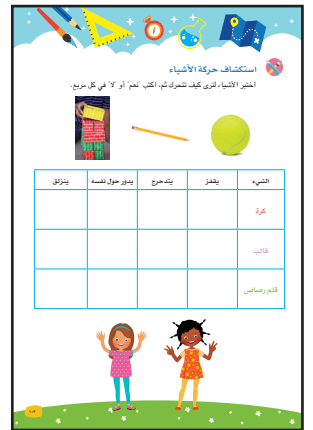 استكشاف حركة الأشياء
اختبر الأشياء لترى كيف تتحرك ثم، اكتب "نعم" أو "لا" في كل مربع.
الشيء يقفز يتدحرج يدور حول نفسه ينزلق
كرة
قالب
قلم رصاص